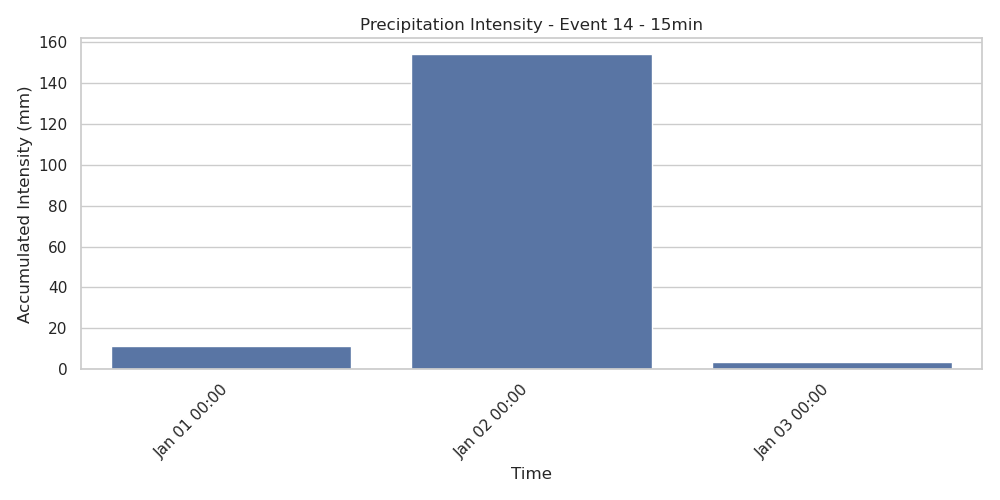 Precipitation Intensity - Event 14 - 15min
Accumulated Intensity (mm)
160
140
120
100
80
60
40
20
0
Jan 01 00:00
Jan 02 00:00
Jan 03 00:00
Time